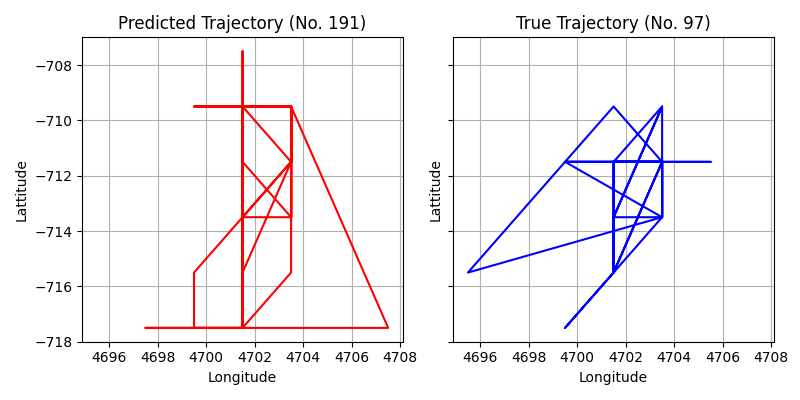 Predicted Trajectory (No. 191)
True Trajectory (No. 97)
Lattitude
−708
−710
−712
−714
−716
−718
4696 4698 4700 4702 4704 4706 4708
Longitude
Lattitude
4696 4698 4700 4702 4704 4706 4708
Longitude